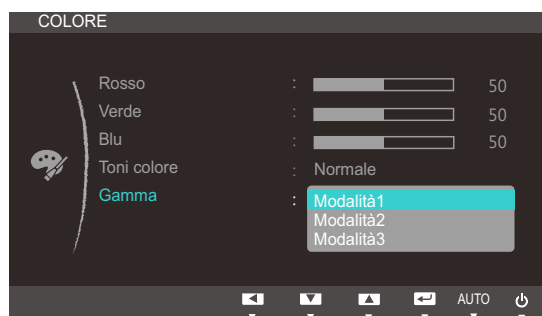 COLORE
Rosso : 50
Verde : 50
Blu : 50
Toni colore : Normale
Gamma : Modalità1
Modalità2
Modalità3
AUTO